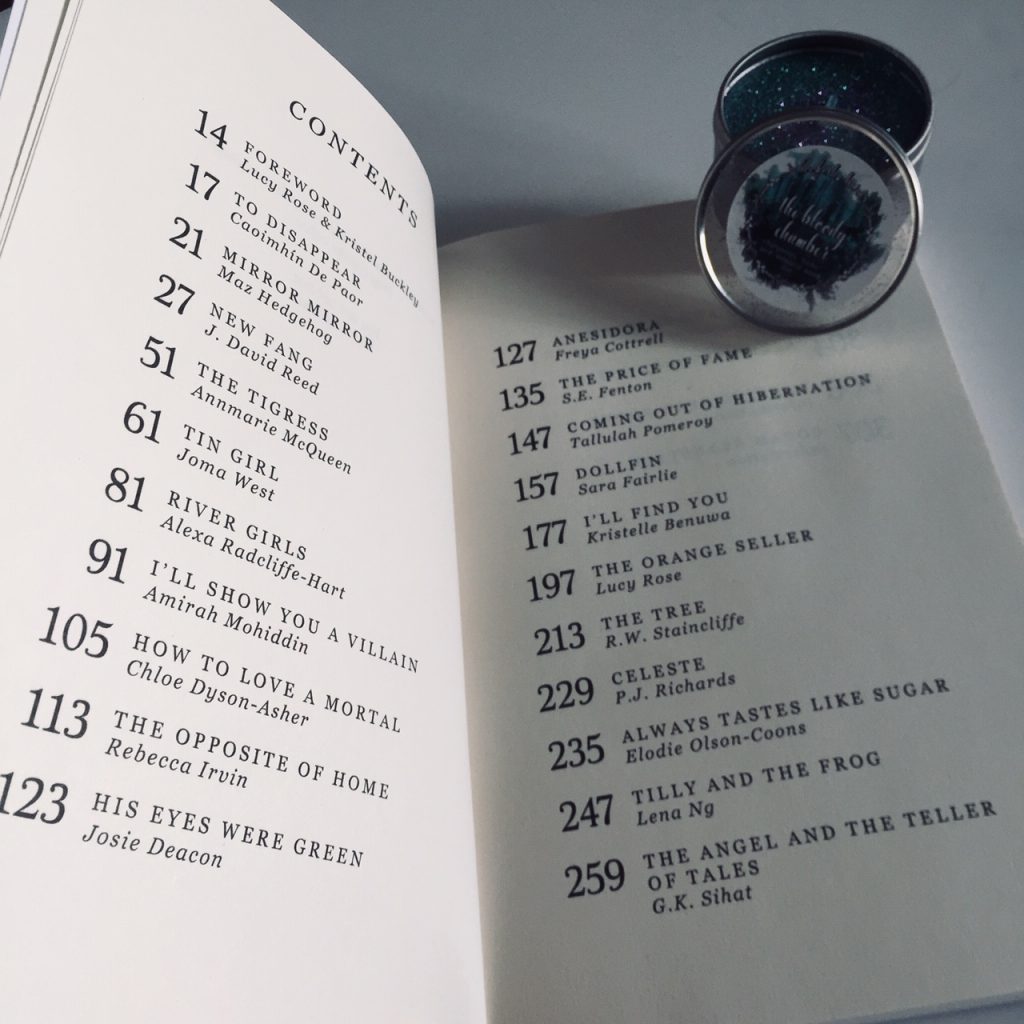 CONTENTS
14 FOREWORD
Lucy Rose & Kristel Buckley
17 TO DISAPPEAR
Caoimhín De Paor
21 MIRROR MIRROR
Maz Hedgehog
27 NEW FANG
J. David Reed
51 THE TIGRESS
Annmarie McQueen
61 TIN GIRL
Joma West
81 RIVER GIRLS
Alexa Radcliffe-Hart
91 I'LL SHOW YOU A VILLAIN
Amirah Mohiddin
105 HOW TO LOVE A MORTAL
Chloe Dyson-Asher
113 THE OPPOSITE OF HOME
Rebecca Irvin
123 HIS EYES WERE GREEN
Josie Deacon
127 ANESIDORA
Freya Cottrell
135 THE PRICE OF FAME
S.E. Fenton
147 COMING OUT OF HIBERNATION
Tallulah Pomeroy
157 DOLLFIN
Sara Fairlie
177 I'LL FIND YOU
Kristelle Benuwa
197 THE ORANGE SELLER
Lucy Rose
213 THE TREE
R.W. Staincliffe
229 CELESTE
P.J. Richards
235 ALWAYS TASTES LIKE SUGAR
Elodie Olson-Coons
247 TILLY AND THE FROG
Lena Ng
259 THE ANGEL AND THE TELLER
OF TALES
G.K. Sihat
the bloody
chamber